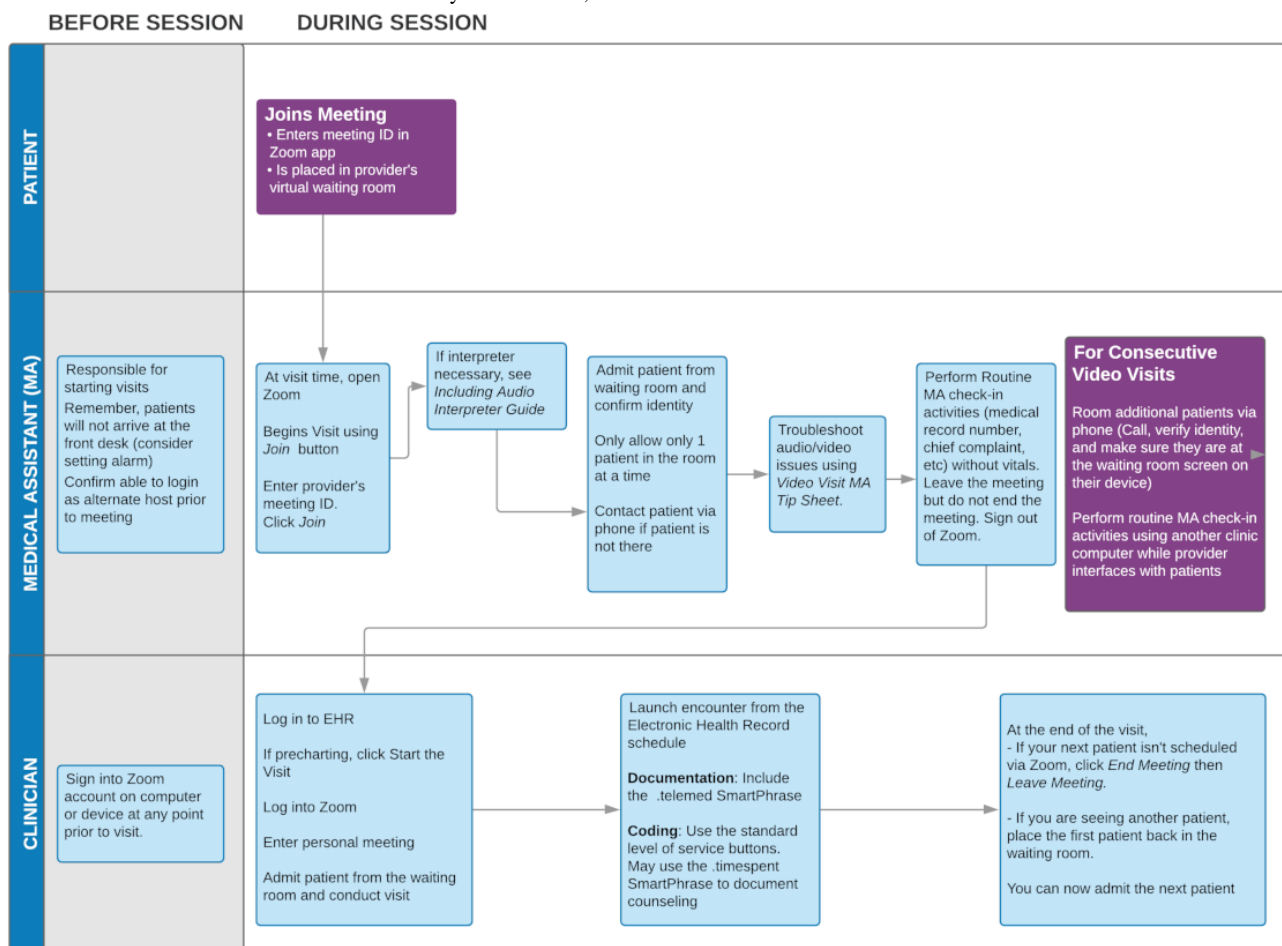 BEFORE SESSION
DURING SESSION
PATIENT
Joins Meeting
• Enters meeting ID in
Zoom app
• Is placed in provider's
virtual waiting room
MEDICAL ASSISTANT (MA)
Responsible for
starting visits
Remember, patients
will not arrive at the
front desk (consider
setting alarm)
Confirm able to login
as alternate host prior
to meeting
At visit time, open
Zoom
Begins Visit using
Join button
Enter provider's
meeting ID.
Click Join
If interpreter
necessary, see
Including Audio
Interpreter Guide
Admit patient from
waiting room and
confirm identity
Only allow only 1
patient in the room
at a time
Contact patient via
phone if patient is
not there
Troubleshoot
audio/video
issues using
Video Visit MA
Tip Sheet.
Perform Routine
MA check-in
activities (medical
record number,
chief complaint,
etc) without vitals.
Leave the meeting
but do not end the
meeting. Sign out
of Zoom.
For Consecutive
Video Visits
Room additional patients via
phone (Call, verify identity,
and make sure they are at
the waiting room screen on
their device)
Perform routine MA check-in
activities using another clinic
computer while provider
interfaces with patients
CLINICIAN
Sign into Zoom
account on computer
or device at any point
prior to visit.
Log in to EHR
If precharting, click Start the
Visit
Log into Zoom
Enter personal meeting
Admit patient from the waiting
room and conduct visit
Launch encounter from the
Electronic Health Record
schedule
Documentation: Include
the .telemed SmartPhrase
Coding: Use the standard
level of service buttons.
May use the .timespent
SmartPhrase to document
counseling
At the end of the visit,
- If your next patient isn't scheduled
via Zoom, click End Meeting then
Leave Meeting.
- If you are seeing another patient,
place the first patient back in the
waiting room.
You can now admit the next patient